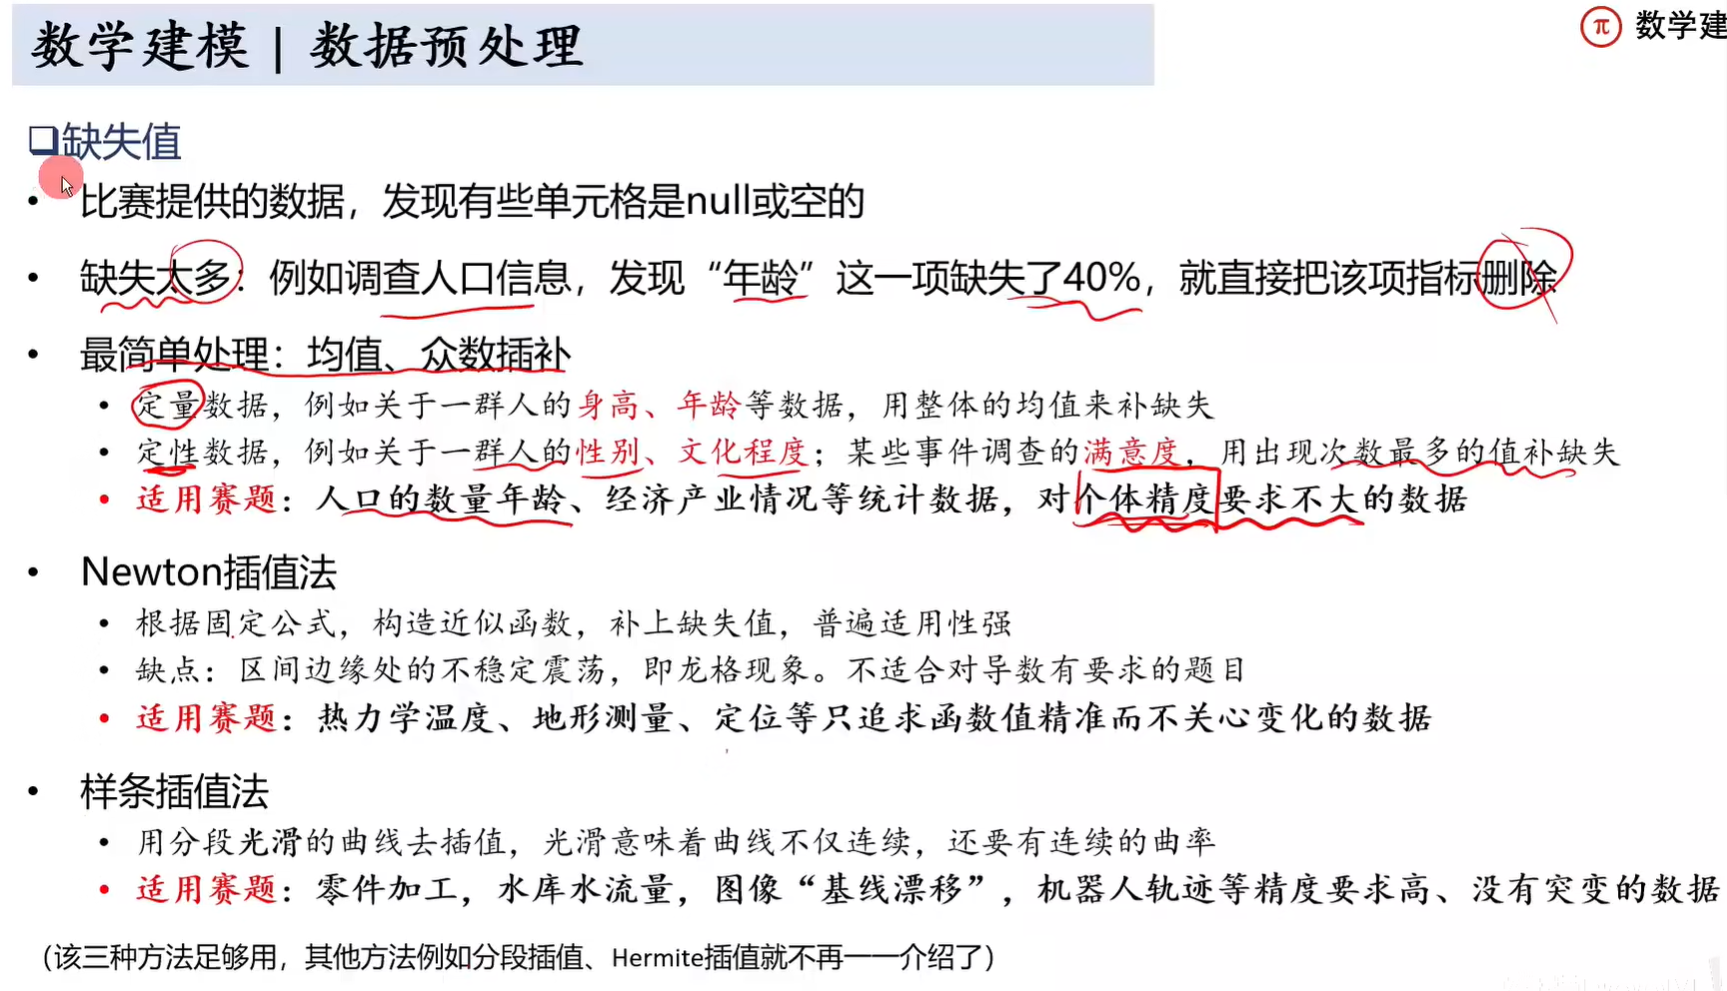 数学建模 | 数据预处理
数学建
缺失值
比赛提供的数据，发现有些单元格是null或空的
缺失太多：例如调查人口信息，发现“年龄”这一项缺失了40%，就直接把该项指标删除
最简单处理：均值、众数插补
定量数据，例如关于一群人的身高、年龄等数据，用整体的均值来补缺失
定性数据，例如关于一群人的性别、文化程度；某些事件调查的满意度，用出现次数最多的值补缺失
适用赛题：人口的数量年龄、经济产业情况等统计数据，对个体精度要求不大的数据
Newton插值法
根据固定公式，构造近似函数，补上缺失值，普遍适用性强
缺点：区间边缘处的不稳定震荡，即龙格现象。不适合对导数有要求的题目
适用赛题：热力学温度、地形测量、定位等只追求函数值精准而不关心变化的数据
样条插值法
用分段光滑的曲线去插值，光滑意味着曲线不仅连续，还要有连续的曲率
适用赛题：零件加工，水库水流量，图像“基线漂移”，机器人轨迹等精度要求高、没有突变的数据
（该三种方法足够用，其他方法例如分段插值、Hermite插值就不再一一介绍了）